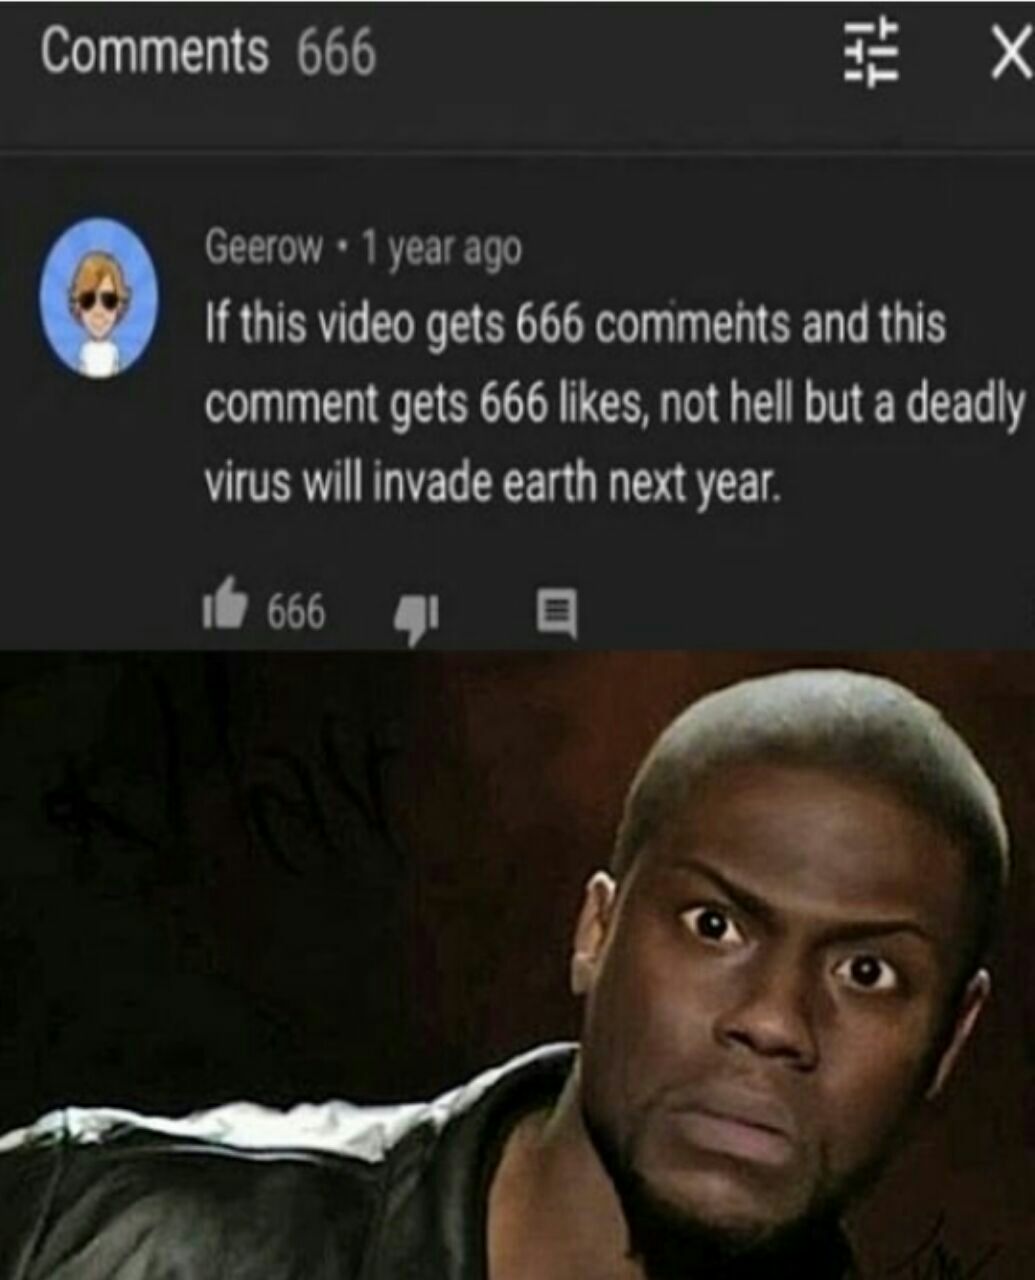 Comments 666
Geerow • 1 year ago
If this video gets 666 comments and this
comment gets 666 likes, not hell but a deadly
virus will invade earth next year.
666